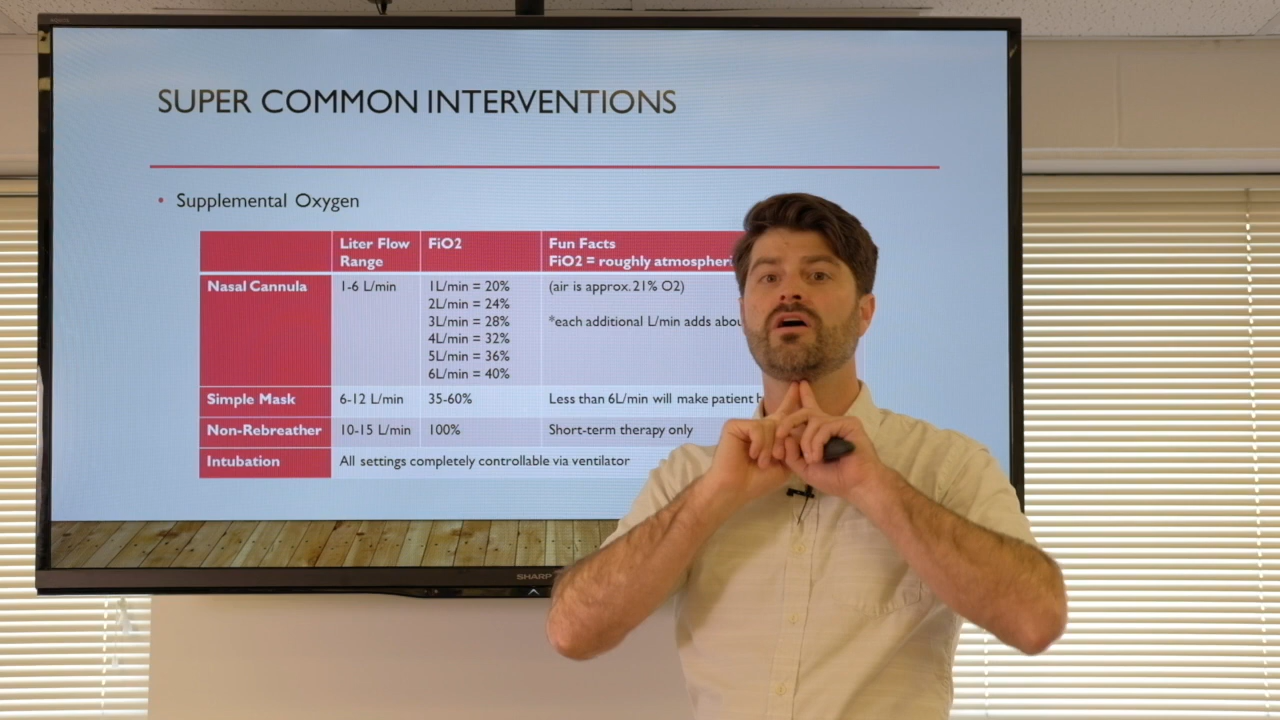 SUPER COMMON INTERVENTIONS
• Supplemental Oxygen
Liter Flow Range
FiO2
Fun Facts
FiO2 = roughly
Nasal Cannula
1-6 L/min
1L/min = 20%
2L/min = 24%
3L/min = 28%
4L/min = 32%
5L/min = 36%
6L/min = 40%
(air is approx. 21% O2)
*each additional L/min adds
Simple Mask
6-12 L/min
35-60%
Less than 6L/min will make patient
Non-Rebreather
10-15 L/min
100%
Short-term therapy only
Intubation
All settings completely controllable via ventilator
SHARP